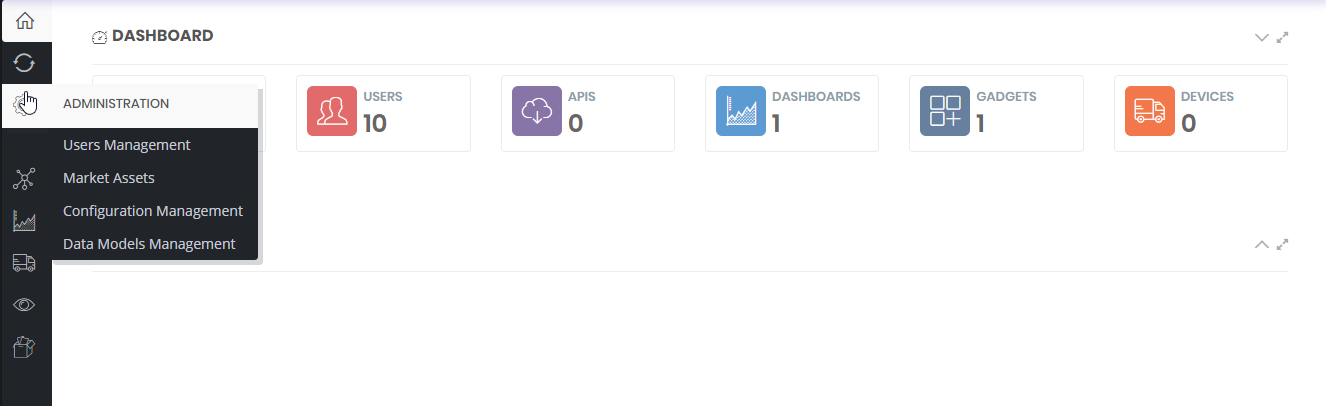 DASHBOARD
ADMINISTRATION
Users Management
Market Assets
Configuration Management
Data Models Management
USERS
10
APIS
0
DASHBOARDS
1
GADGETS
1
DEVICES
0